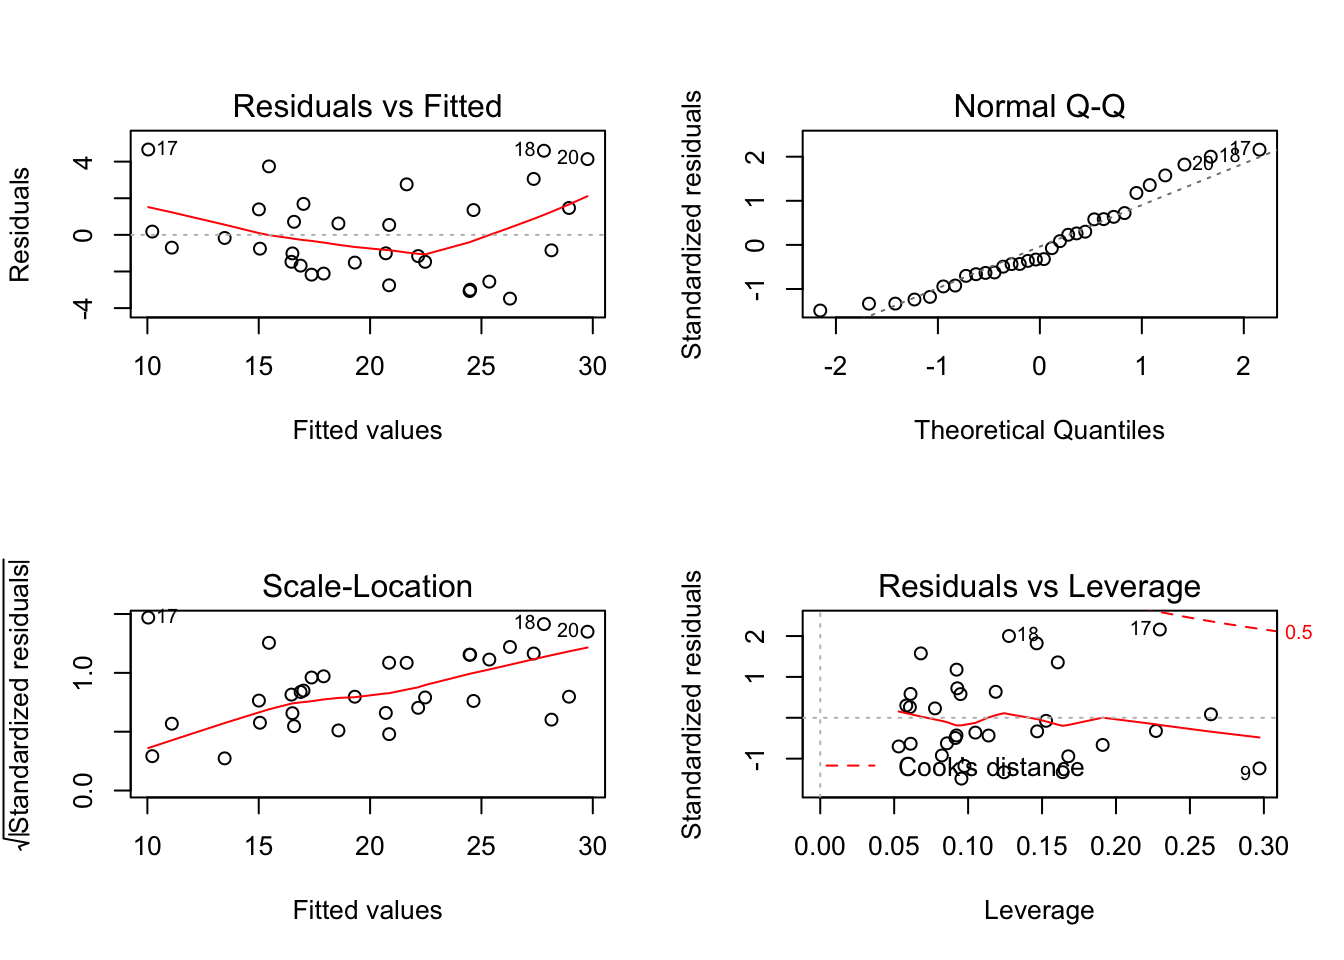 Residuals vs Fitted
Residuals
4
0
-4
17
18
20
10 15 20 25 30
Fitted values
Normal Q-Q
Standardized residuals
2
1
0
-1
20 18 17
-2 -1 0 1 2
Theoretical Quantiles
Scale-Location
√|Standardized residuals|
1.0
0.0
17
18
20
10 15 20 25 30
Fitted values
Residuals vs Leverage
Standardized residuals
2
1
-1
18
17
0.5
9
Cook's distance
0.00 0.05 0.10 0.15 0.20 0.25 0.30
Leverage